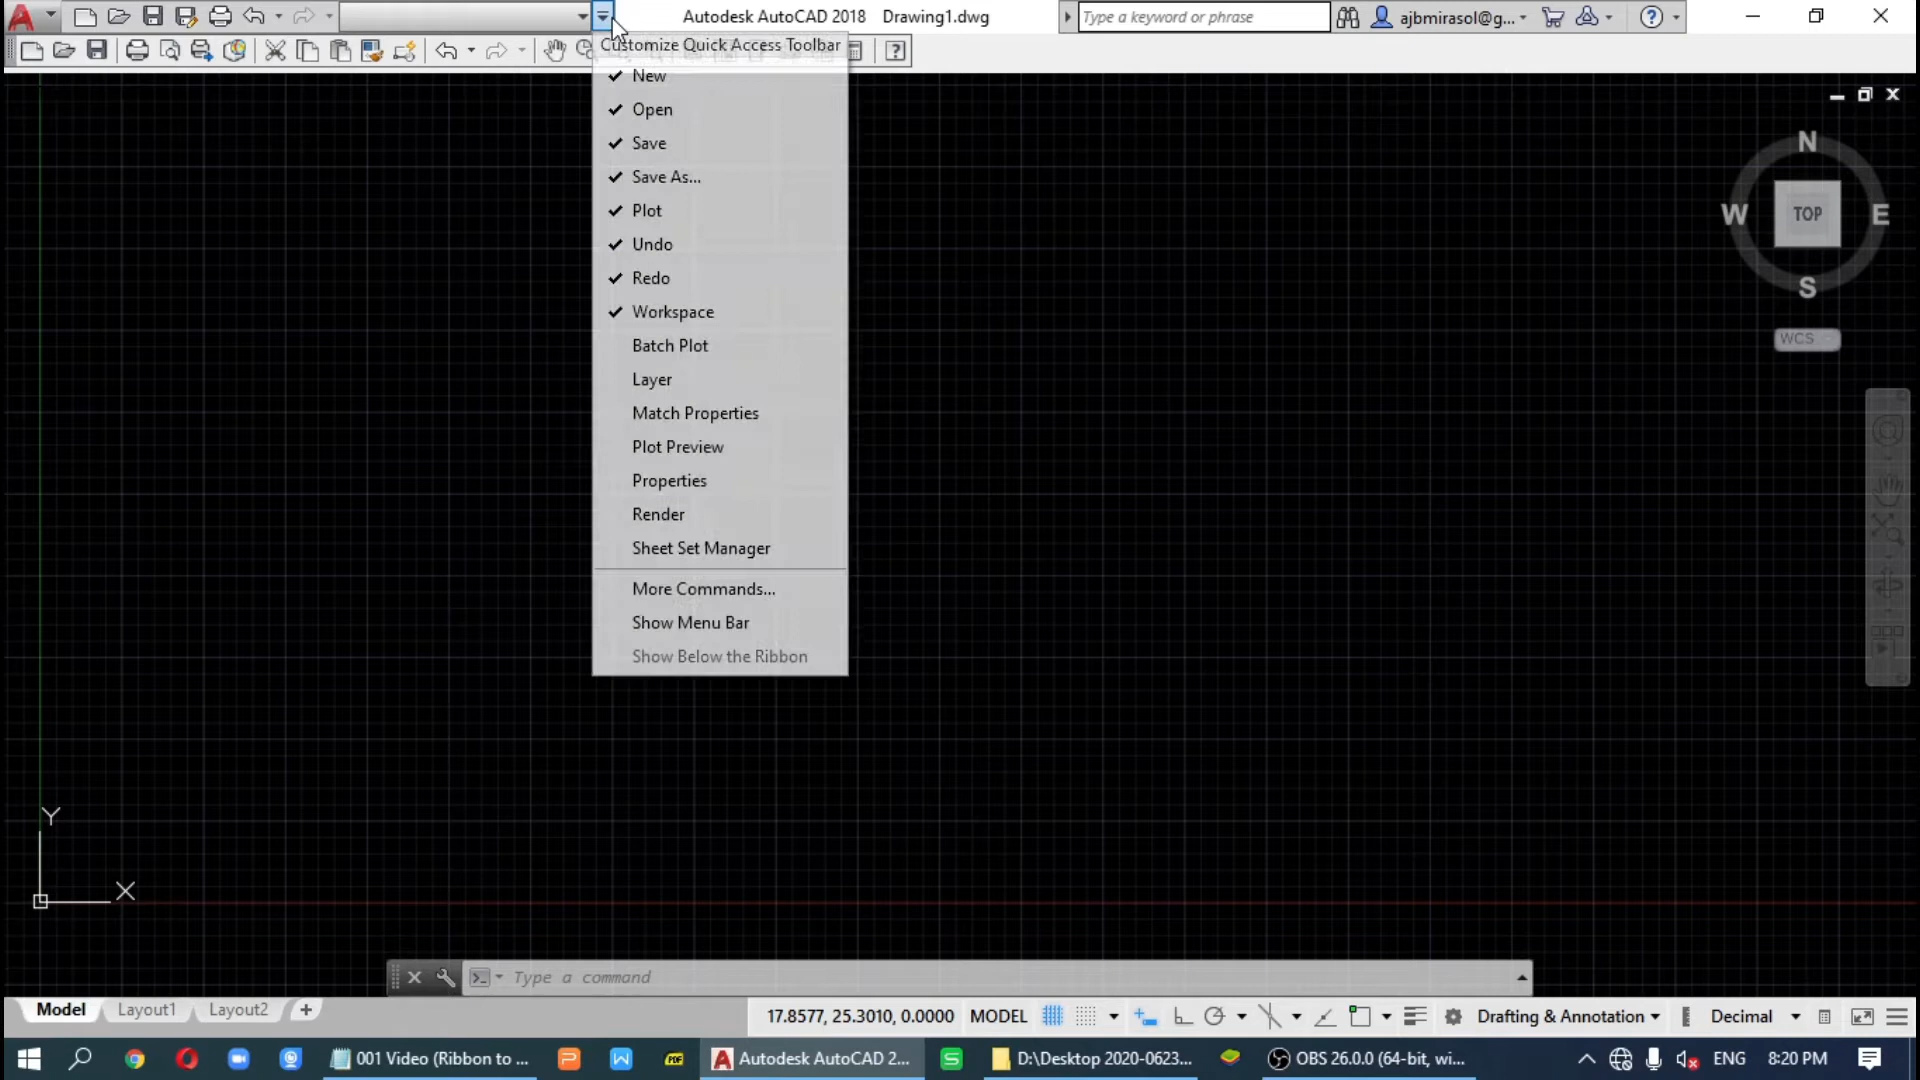 Autodesk AutoCAD 2018 Drawing1.dwg
Type a keyword or phrase
ajbmirasol@g...
Customize Quick Access Toolbar
New
Open
Save
Save As...
Plot
Undo
Redo
Workspace
Batch Plot
Layer
Match Properties
Plot Preview
Properties
Render
Sheet Set Manager
More Commands...
Show Menu Bar
Show Below the Ribbon
N
W
TOP
E
S
WCS
Y
X
Type a command
Model
Layout1
Layout2
17.8577, 25.3010, 0.0000
MODEL
Drafting & Annotation
Decimal
001 Video (Ribbon to ...
Autodesk AutoCAD 2...
D:\Desktop 2020-0623...
OBS 26.0.0 (64-bit, wi...
ENG
8:20 PM